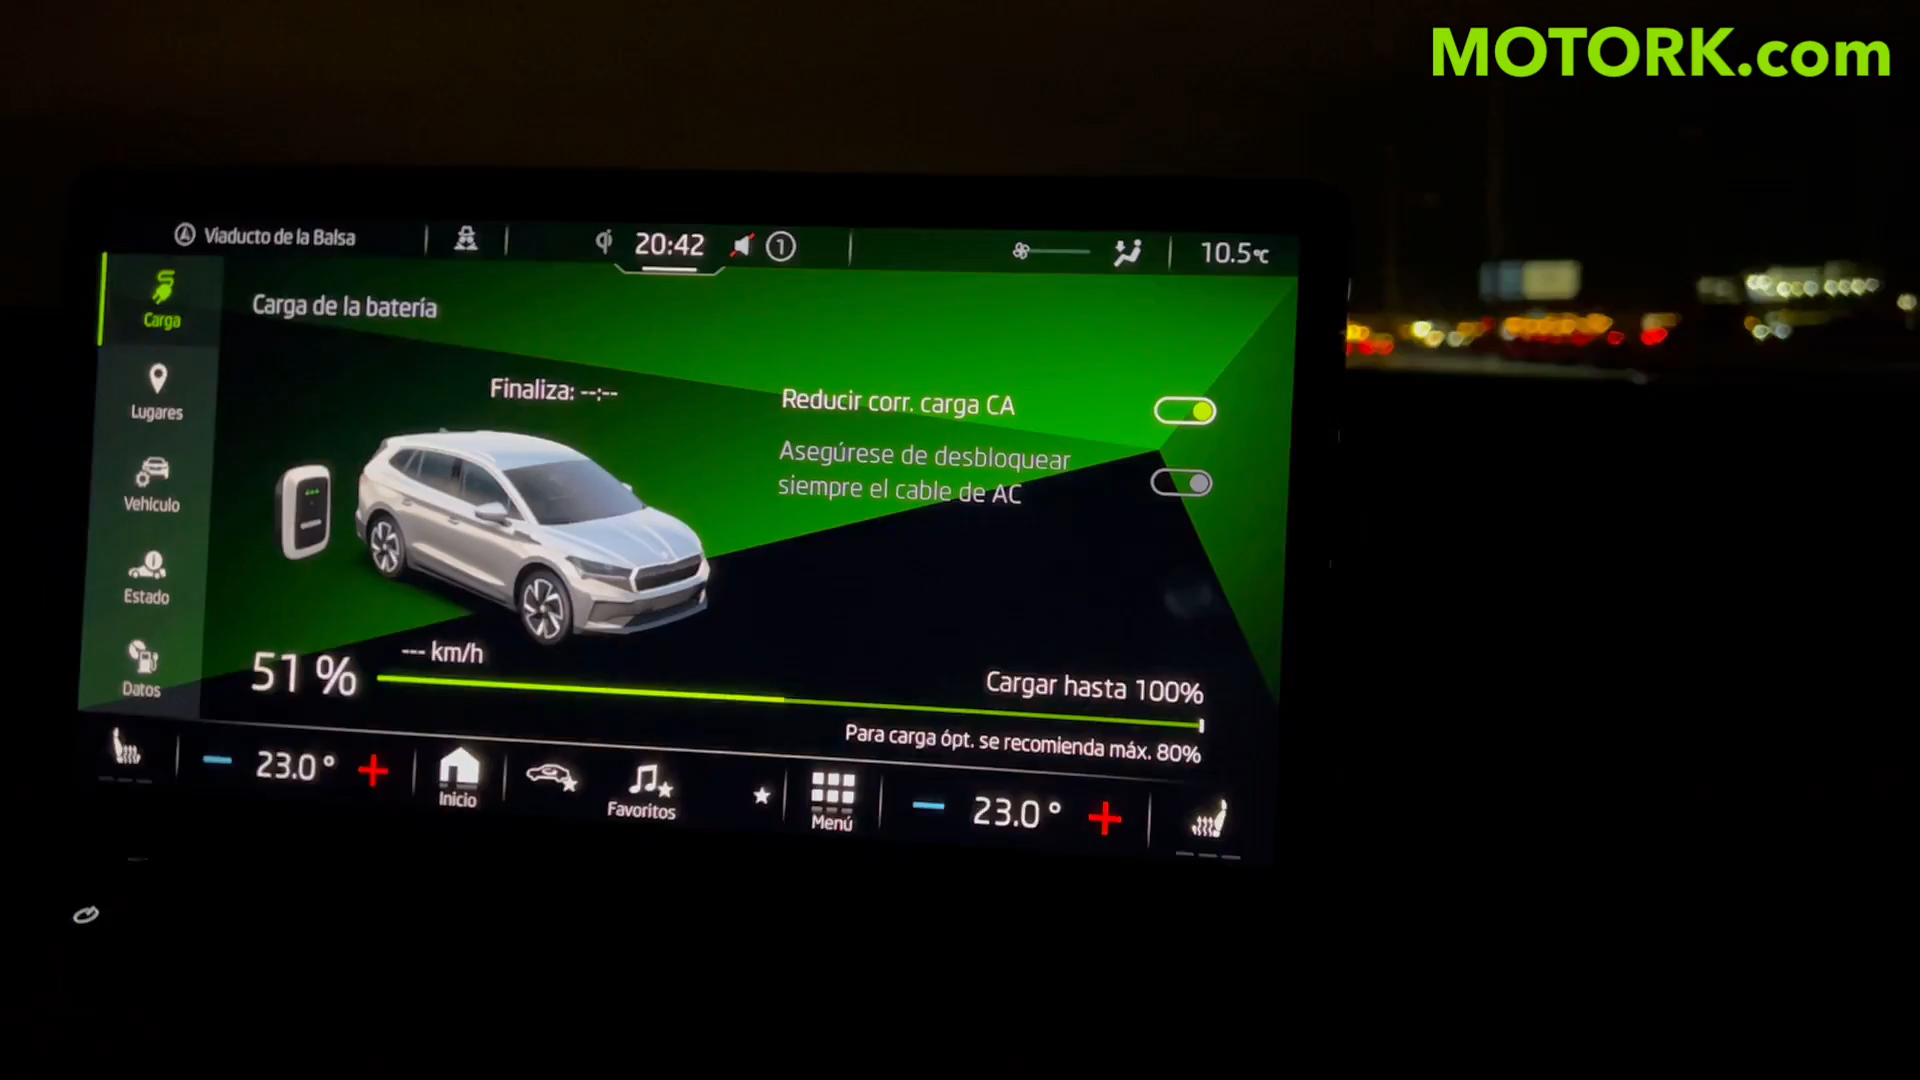 MOTORK.com
Viaducto de la Balsa
20:42
1
10.5°C
Carga
Carga de la batería
Finaliza: --:--
Reducir corr. carga CA
Asegúrese de desbloquear
siempre el cable de AC
Lugares
Vehículo
Estado
Datos
51 %
--- km/h
Cargar hasta 100%
Para carga ópt. se recomienda máx. 80%
23.0 °
Inicio
Favoritos
Menú
23.0 °